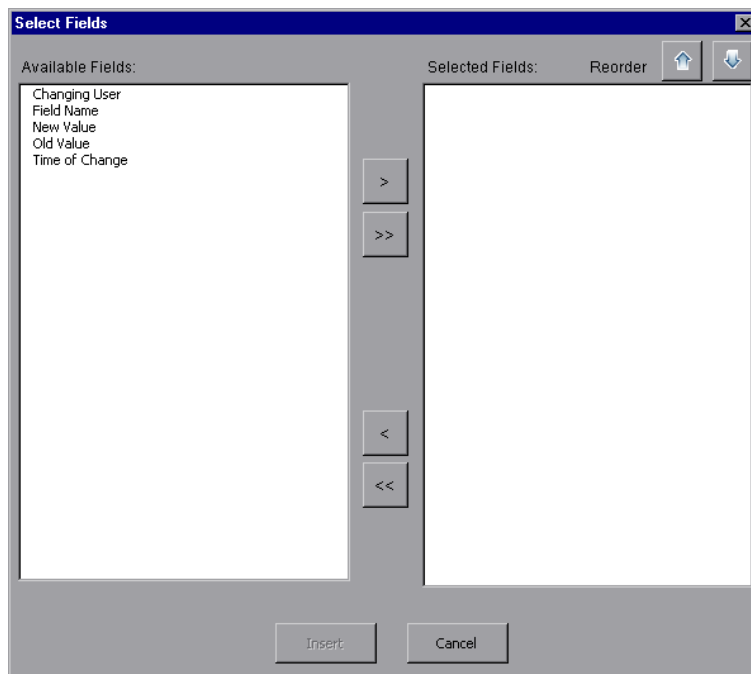 Select Fields
Available Fields:
Selected Fields: Reorder
Changing User
Field Name
New Value
Old Value
Time of Change
>
>>
<
<<
Insert Cancel